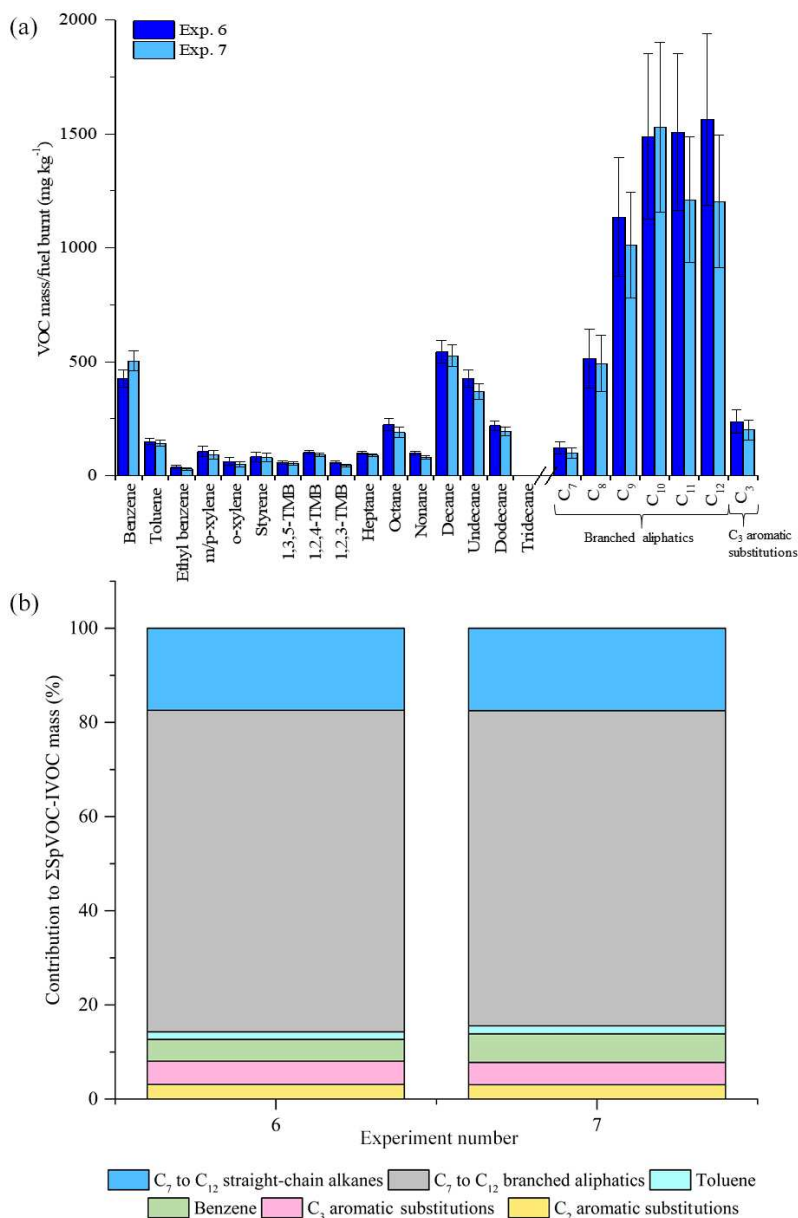 (a)
Exp. 6
Exp. 7
2000
1500
1000
500
0
VOC mass/fuel burnt (mg kg⁻¹)
Benzene
Toluene
Ethyl benzene
m/p-xylene
o-xylene
Styrene
1,3,5-TMB
1,2,4-TMB
1,2,3-TMB
Heptane
Octane
Nonane
Decane
Undecane
Dodecane
Tridecane
C₇
C₈
C₉
C₁₀
C₁₁
C₁₂
C₃
Branched aliphatics
C₃ aromatic
substitutions
(b)
100
80
60
40
20
0
Contribution to ΣSpVOC-IVOC mass (%)
6
7
Experiment number
C₇ to C₁₂ straight-chain alkanes
C₇ to C₁₂ branched aliphatics
Toluene
Benzene
C₃ aromatic substitutions
C₂ aromatic substitutions